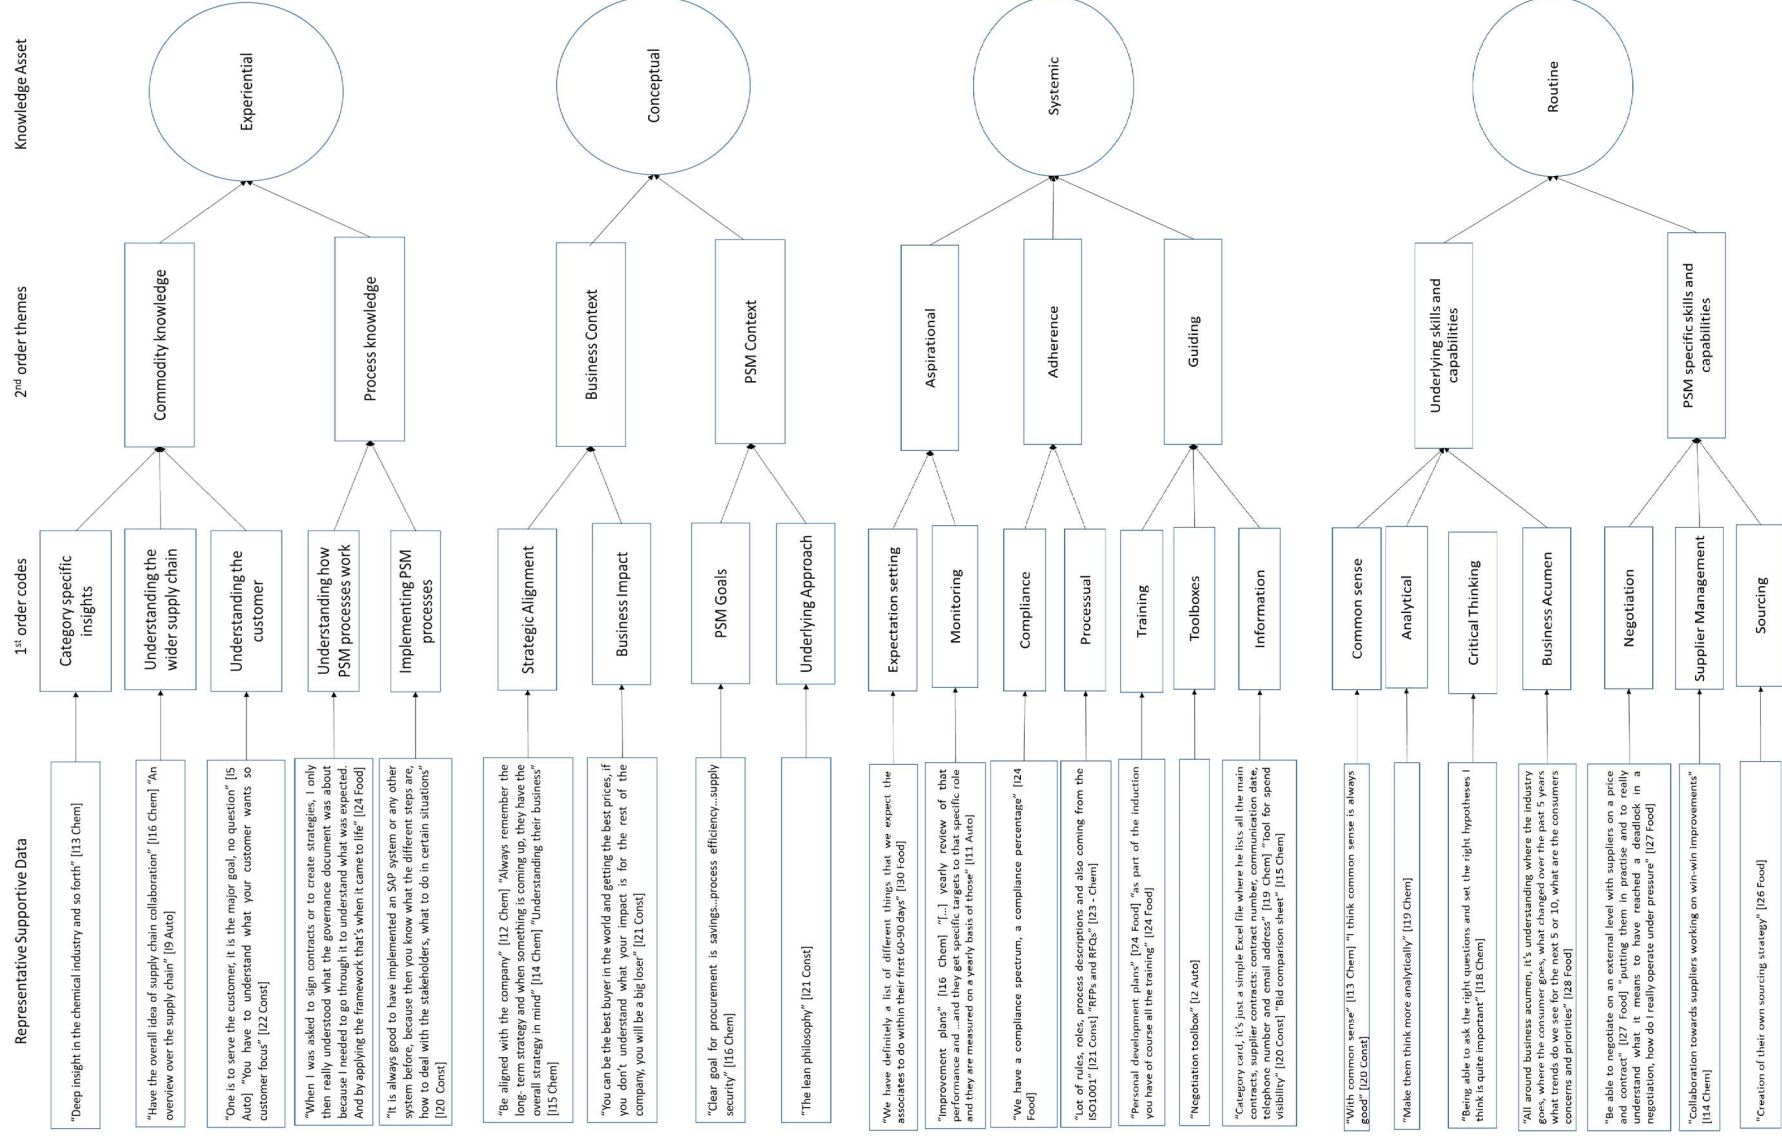 Representative Supportive Data
1st order codes
2nd order themes
Knowledge Asset
"Deep insight in the chemical industry and so forth" [I13 Chem]
Category specific
insights
"Have the overall idea of supply chain collaboration" [I16 Chem] "An
overview over the supply chain" [I9 Auto]
Understanding the
wider supply chain
"One is to serve the customer, it is the major goal, no question" [I5
Auto] "You have to understand what your customer wants so
customer focus" [I22 Const]
Understanding the
customer
Commodity knowledge
"When I was asked to sign contracts or to create strategies, I only
then really understood what the governance document was about
because I needed to go through it to understand what was expected.
And by applying the framework that's when it came to life" [I24 Food]
Understanding how
PSM processes work
"It is always good to have implemented an SAP system or any other
system before, because then you know what the different steps are,
how to deal with the stakeholders, what to do in certain situations"
[I20 Const]
Implementing PSM
processes
Process knowledge
Experiential
"Be aligned with the company" [I12 Chem] "Always remember the
long- term strategy and when something is coming up, they have the
overall strategy in mind" [I14 Chem] "Understanding their business"
[I15 Chem]
Strategic Alignment
"You can be the best buyer in the world and getting the best prices, if
you don't understand what your impact is for the rest of the
company, you will be a big loser" [I21 Const]
Business Impact
Business Context
"Clear goal for procurement is savings...process efficiency...supply
security" [I16 Chem]
PSM Goals
"The lean philosophy" [I21 Const]
Underlying Approach
PSM Context
Conceptual
"We have definitely a list of different things that we expect the
associates to do within their first 60-90 days" [I30 Food]
Expectation setting
"Improvement plans" [I16 Chem] "[...] yearly review of that
performance and ...and they get specific targets to that specific role
and they are measured on a yearly basis of those" [I11 Auto]
Monitoring
Aspirational
"We have a compliance spectrum, a compliance percentage" [I24
Food]
Compliance
"Lot of rules, roles, process descriptions and also coming from the
ISO1001" [I21 Const] "RFPs and RFQs" [I23 - Chem]
Processual
Adherence
"Personal development plans" [I24 Food] "as part of the induction
you have of course all the training" [I24 Food]
Training
"Negotiation toolbox" [I2 Auto]
Toolboxes
"Category card, it's just a simple Excel file where he lists all the main
contracts, supplier contracts: contract number, communication date,
telephone number and email address" [I19 Chem] "Tool for spend
visibility" [I20 Const] "Bid comparison sheet" [I15 Chem]
Information
Guiding
Systemic
"With common sense" [I13 Chem] "I think common sense is always
good" [I20 Const]
Common sense
"Make them think more analytically" [I19 Chem]
Analytical
"Being able to ask the right questions and set the right hypotheses I
think is quite important" [I18 Chem]
Critical Thinking
"All around business acumen, it's understanding where the industry
goes, where the consumer goes, what changed over the past 5 years
what trends do we see for the next 5 or 10, what are the consumers
concerns and priorities' [I28 Food]
Business Acumen
Underlying skills and
capabilities
"Be able to negotiate on an external level with suppliers on a price
and contract" [I27 Food] "putting them in practise and to really
understand what it means to have reached a deadlock in a
negotiation, how do I really operate under pressure" [I27 Food]
Negotiation
"Collaboration towards suppliers working on win-win improvements"
[I14 Chem]
Supplier Management
"Creation of their own sourcing strategy" [I26 Food]
Sourcing
PSM specific skills and
capabilities
Routine